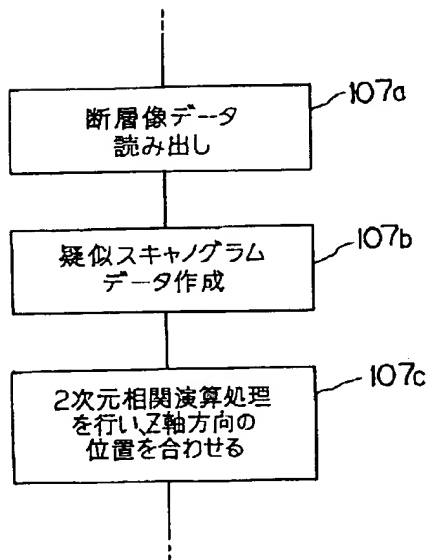 断層像データ
読み出し
107a
疑似スキャノグラム
データ作成
107b
2次元相関演算処理
を行い、Z軸方向の
位置を合わせる
107c